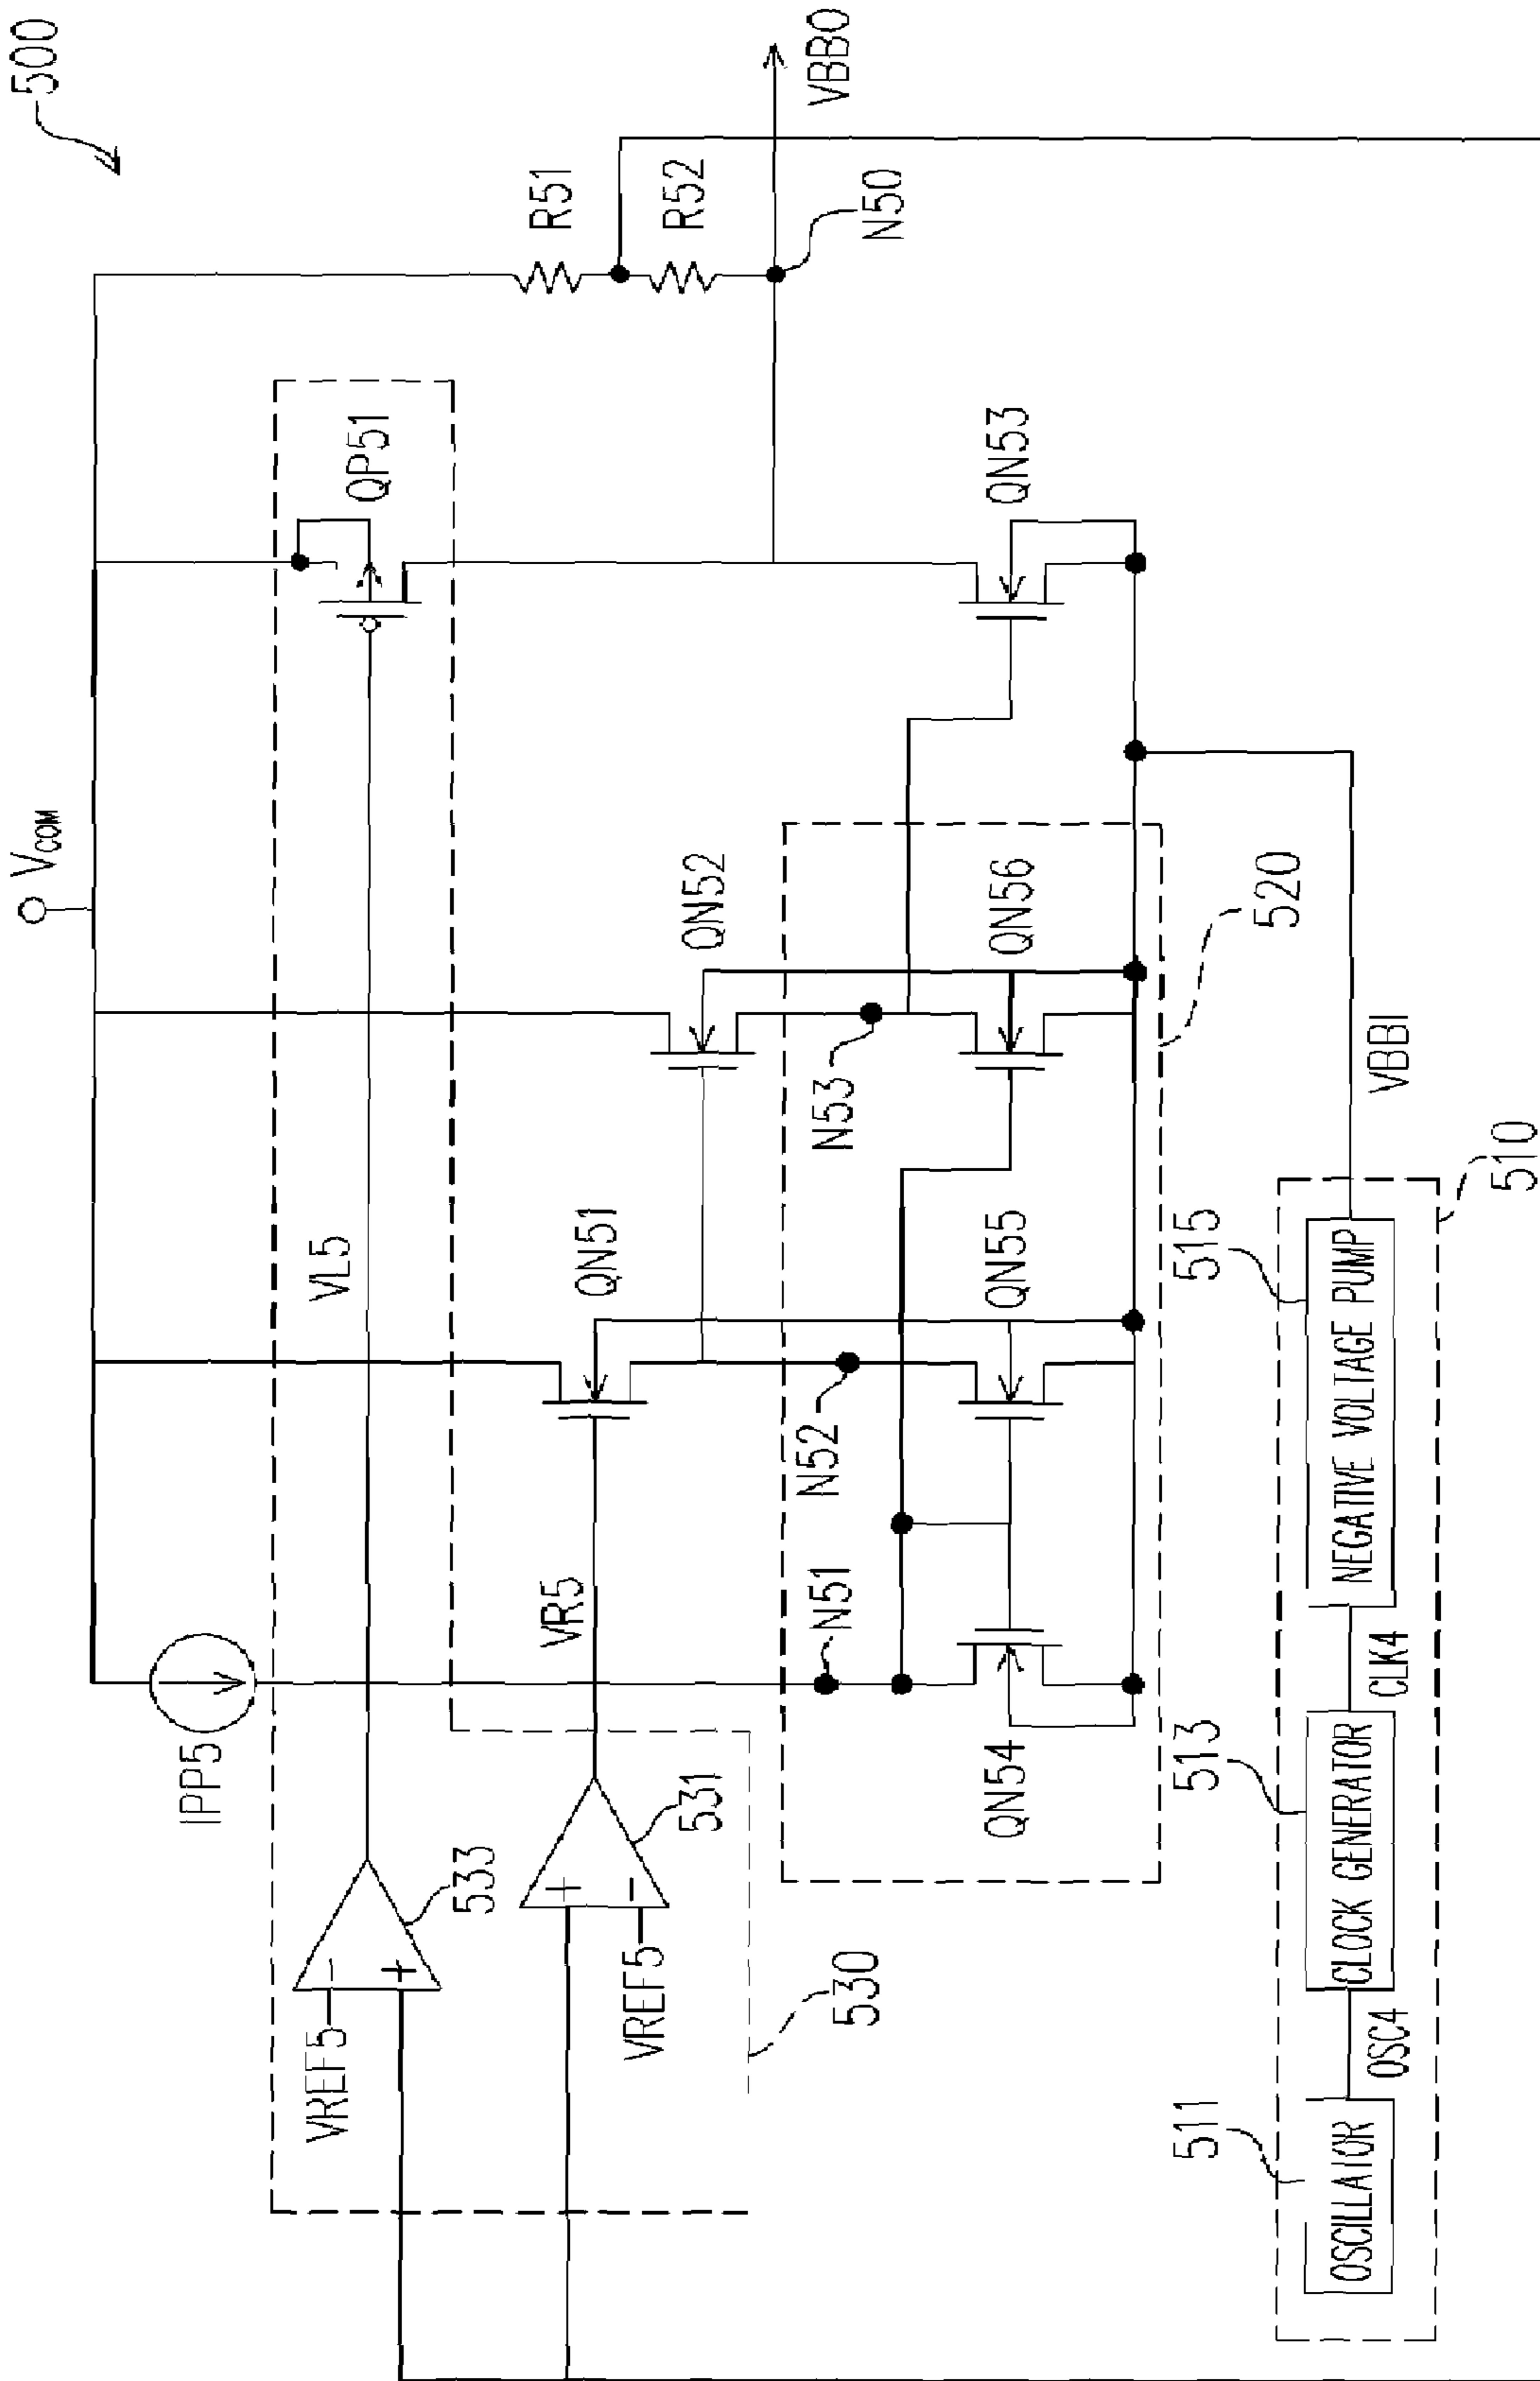 500
VCOM
VBBO
R51
R52
N50
QP51
QN53
VL5
QN52
QN56
520
N53
QN51
QN55
N52
VBBI
510
515
NEGATIVE VOLTAGE PUMP
IPP5
VR5
N51
CLK4
533
531
QN54
513
CLOCK GENERATOR
VREF5
VREF5
530
OSC4
511
OSCILLATOR
+
-
+
-